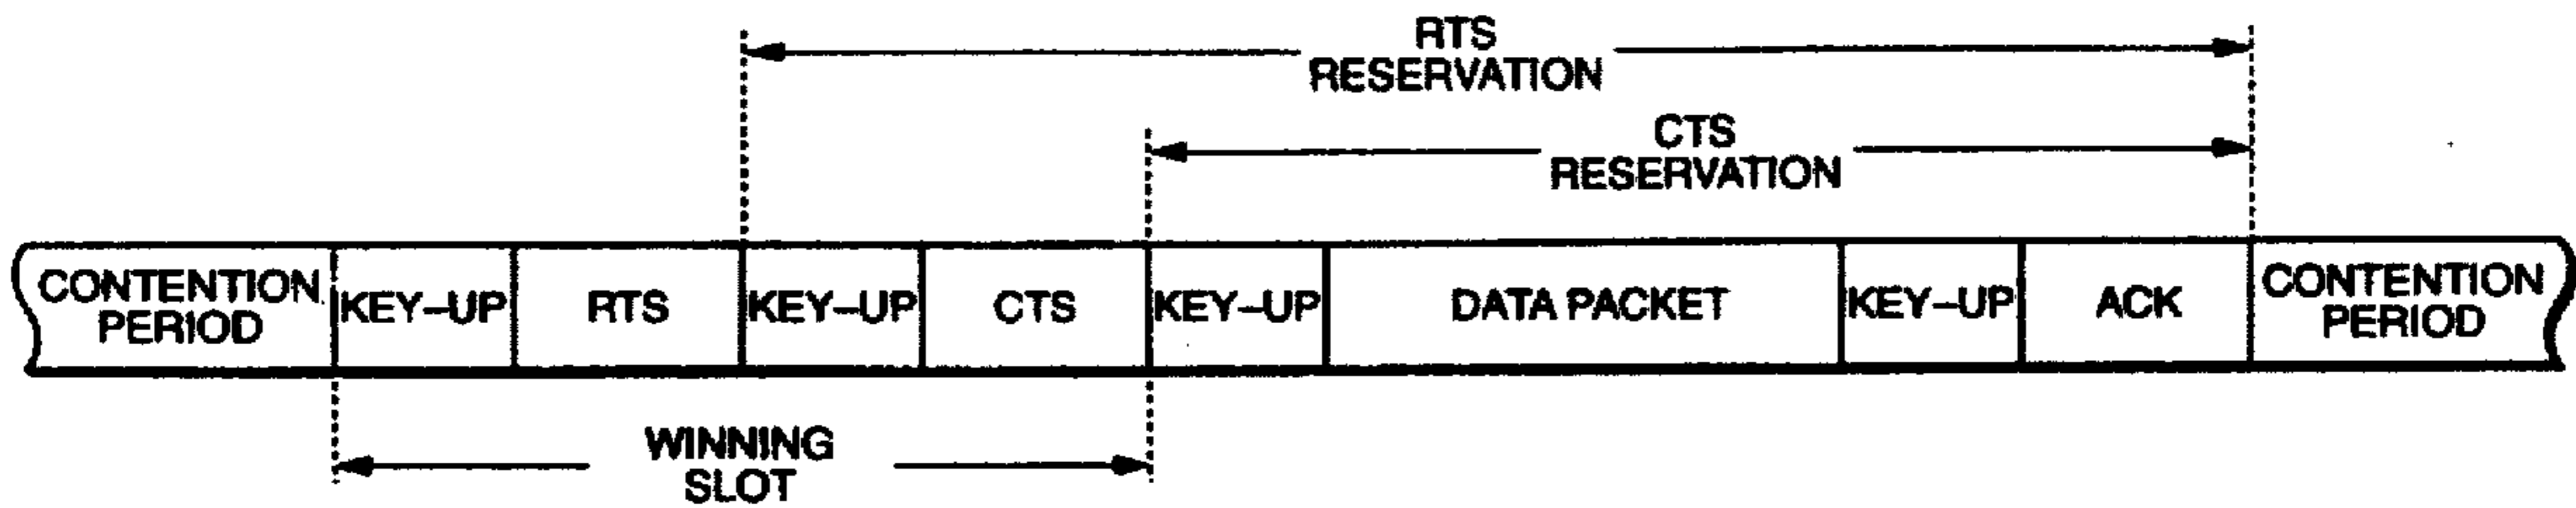 RTS
RESERVATION
CTS
RESERVATION
CONTENTION
PERIOD
KEY-UP
RTS
KEY-UP
CTS
KEY-UP
DATA PACKET
KEY-UP
ACK
CONTENTION
PERIOD
WINNING
SLOT